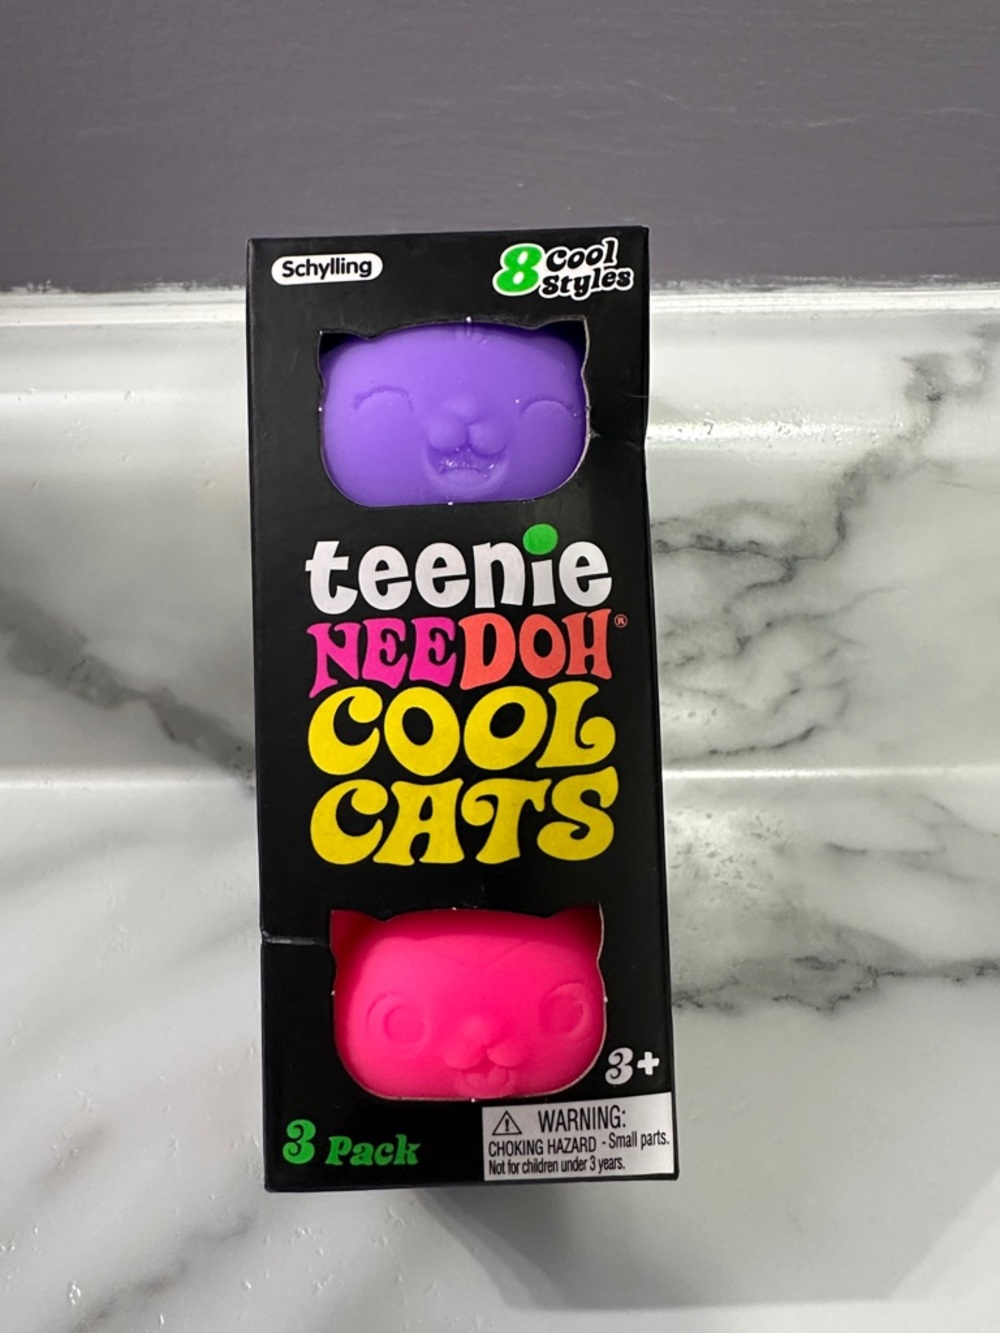 Schylling
8 Cool
Styles
teenie
NEEDOH®
COOL
CATS
3+
3 Pack
WARNING:
CHOKING HAZARD - Small parts.
Not for children under 3 years.